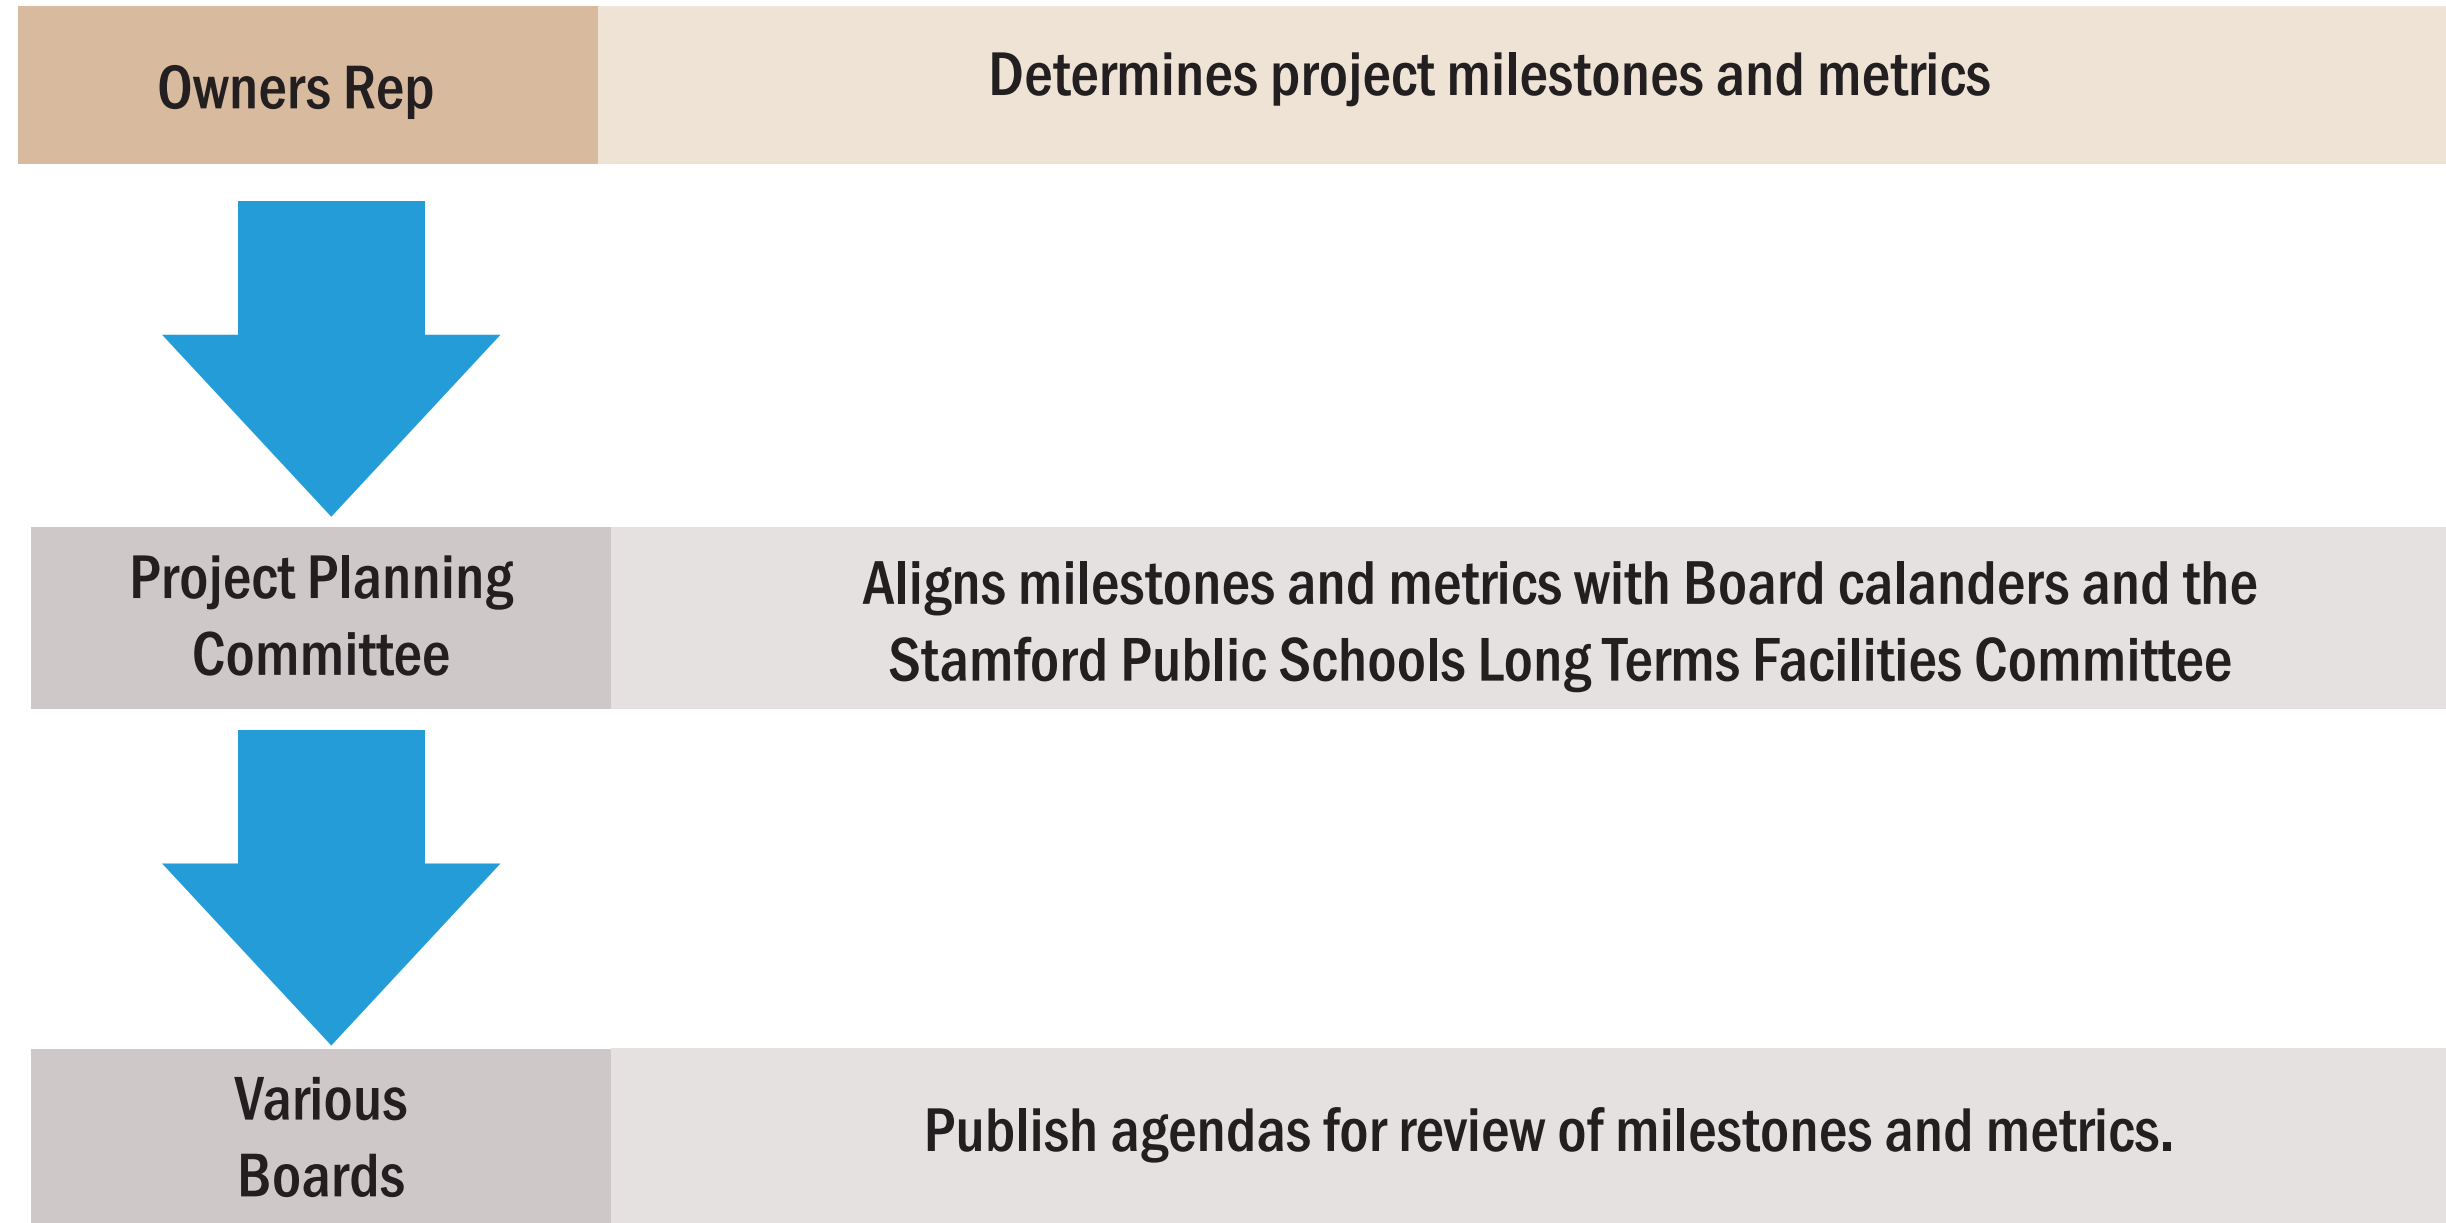 Owners Rep
Determines project milestones and metrics
Project Planning
Committee
Aligns milestones and metrics with Board calanders and the
Stamford Public Schools Long Terms Facilities Committee
Various
Boards
Publish agendas for review of milestones and metrics.